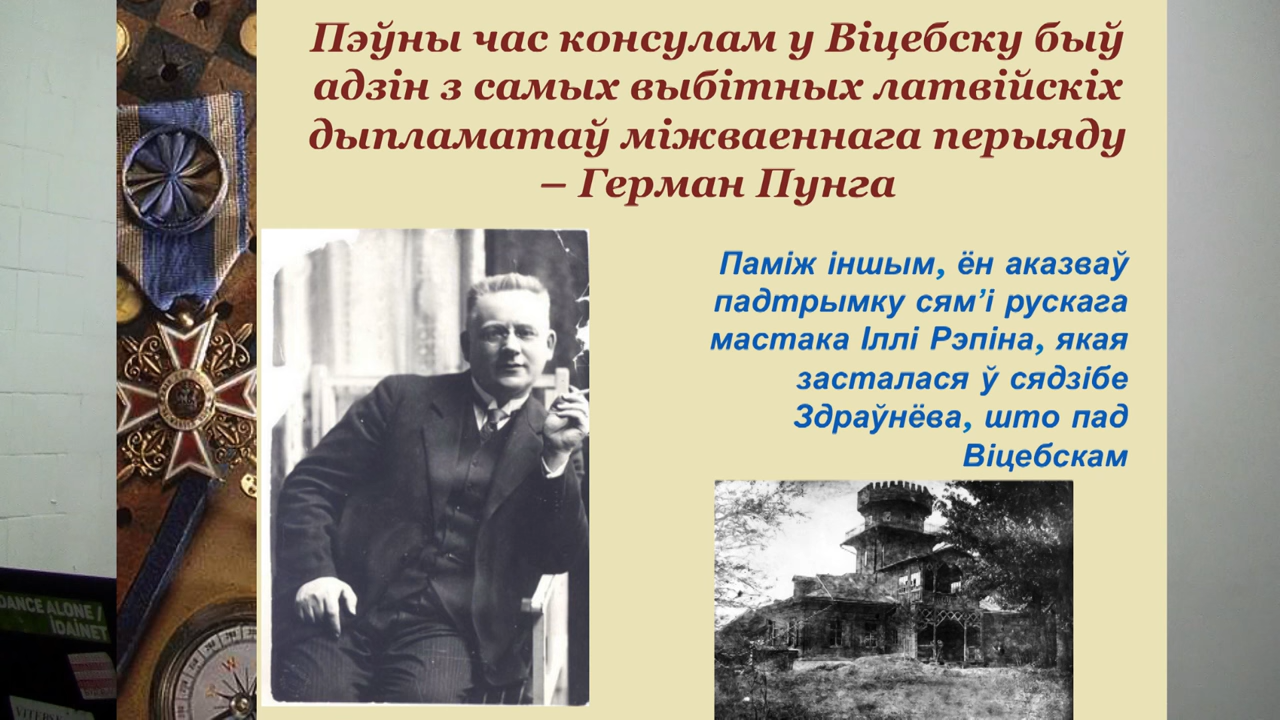 Пэўны час консулам у Віцебску быў
адзін з самых выбітных латвійскіх
дыпламатаў міжваеннага перыяду
– Герман Пунга
Паміж іншым, ён аказваў
падтрымку сям’і рускага
мастака Іллі Рэпіна, якая
засталася ў сядзібе
Здраўнёва, што пад
Віцебскам
DANCE ALONE /
ĪDAÎNET
W
S